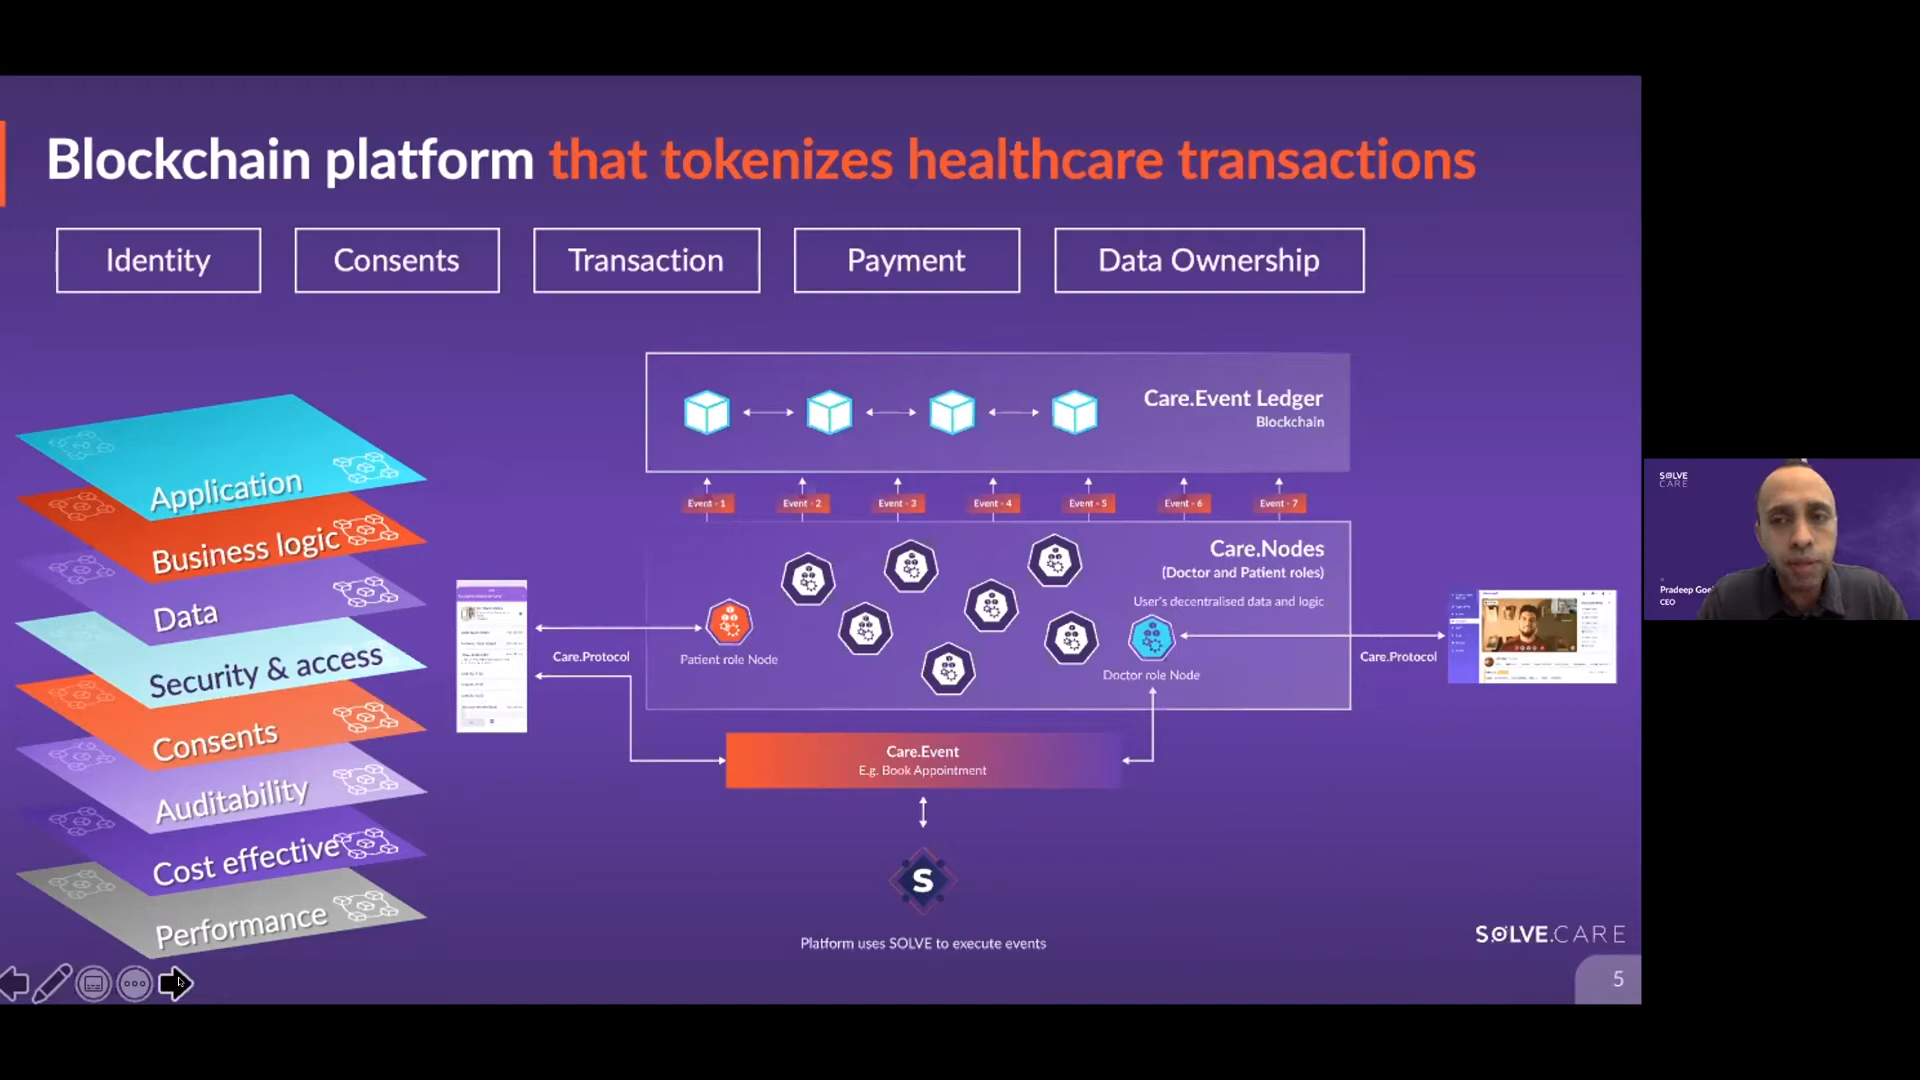 Blockchain platform that tokenizes healthcare transactions
Identity
Consents
Transaction
Payment
Data Ownership
Application
Business logic
Data
Security & access
Consents
Auditability
Cost effective
Performance
Care.Event Ledger
Blockchain
Event - 1
Event - 2
Event - 3
Event - 4
Event - 5
Event - 6
Event - 7
Care.Nodes
(Doctor and Patient roles)
User's decentralised data and logic
Patient role Node
Doctor role Node
Care.Protocol
Care.Protocol
Care.Event
E.g. Book Appointment
S
Platform uses SOLVE to execute events
SOLVE.CARE
5
SOLVE
CARE
Pradeep Goe
CEO